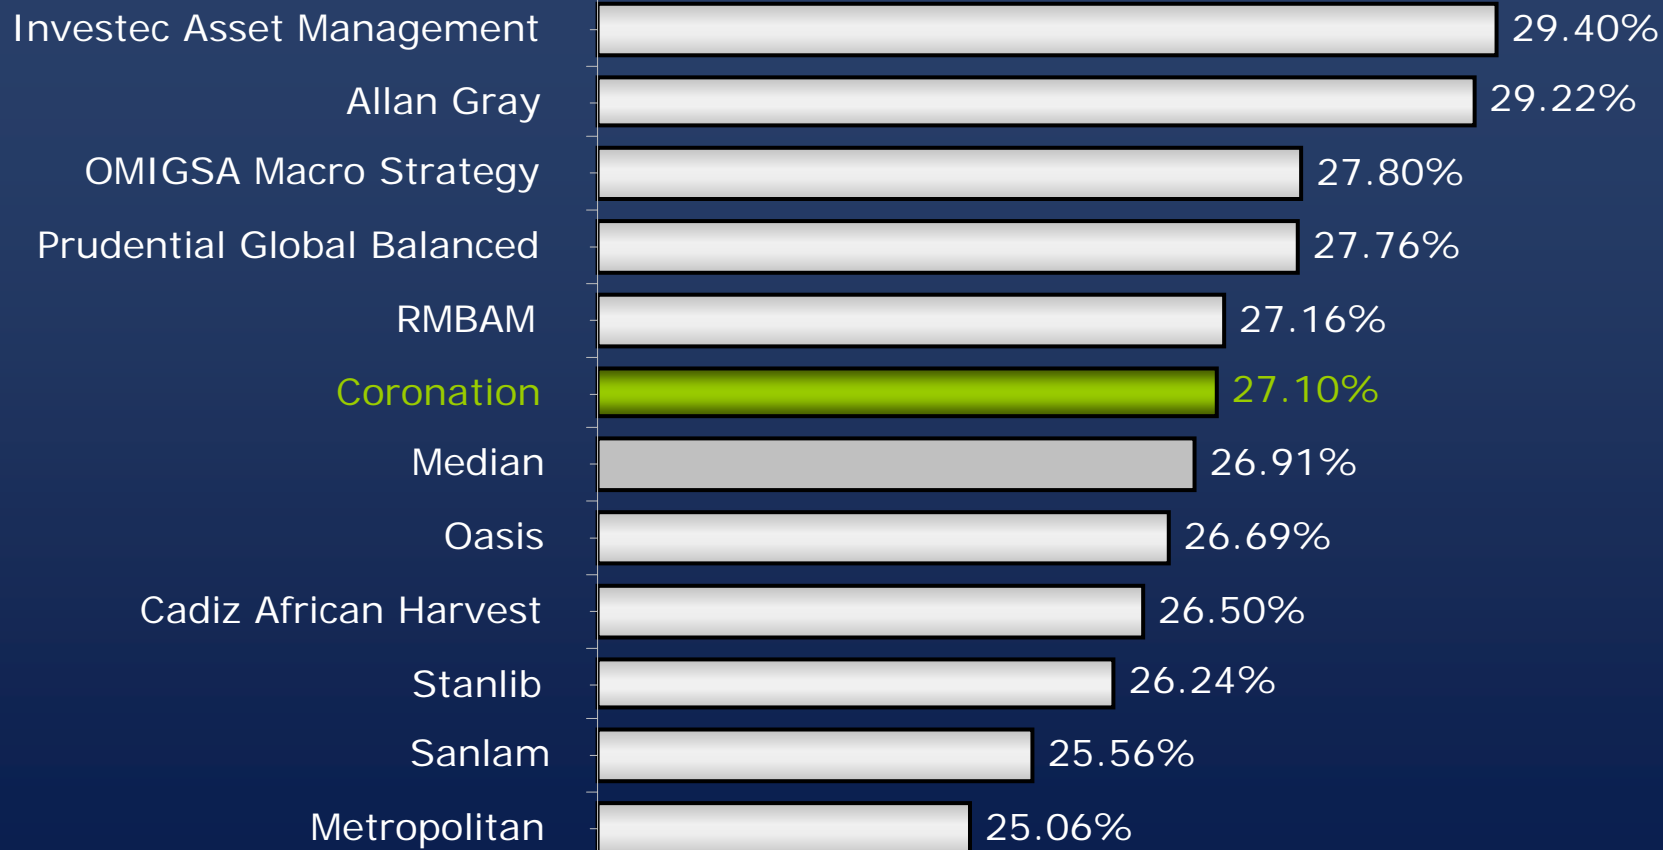 Investec Asset Management 29.40%
Allan Gray 29.22%
OMIGSA Macro Strategy 27.80%
Prudential Global Balanced 27.76%
RMBAM 27.16%
Coronation 27.10%
Median 26.91%
Oasis 26.69%
Cadiz African Harvest 26.50%
Stanlib 26.24%
Sanlam 25.56%
Metropolitan 25.06%